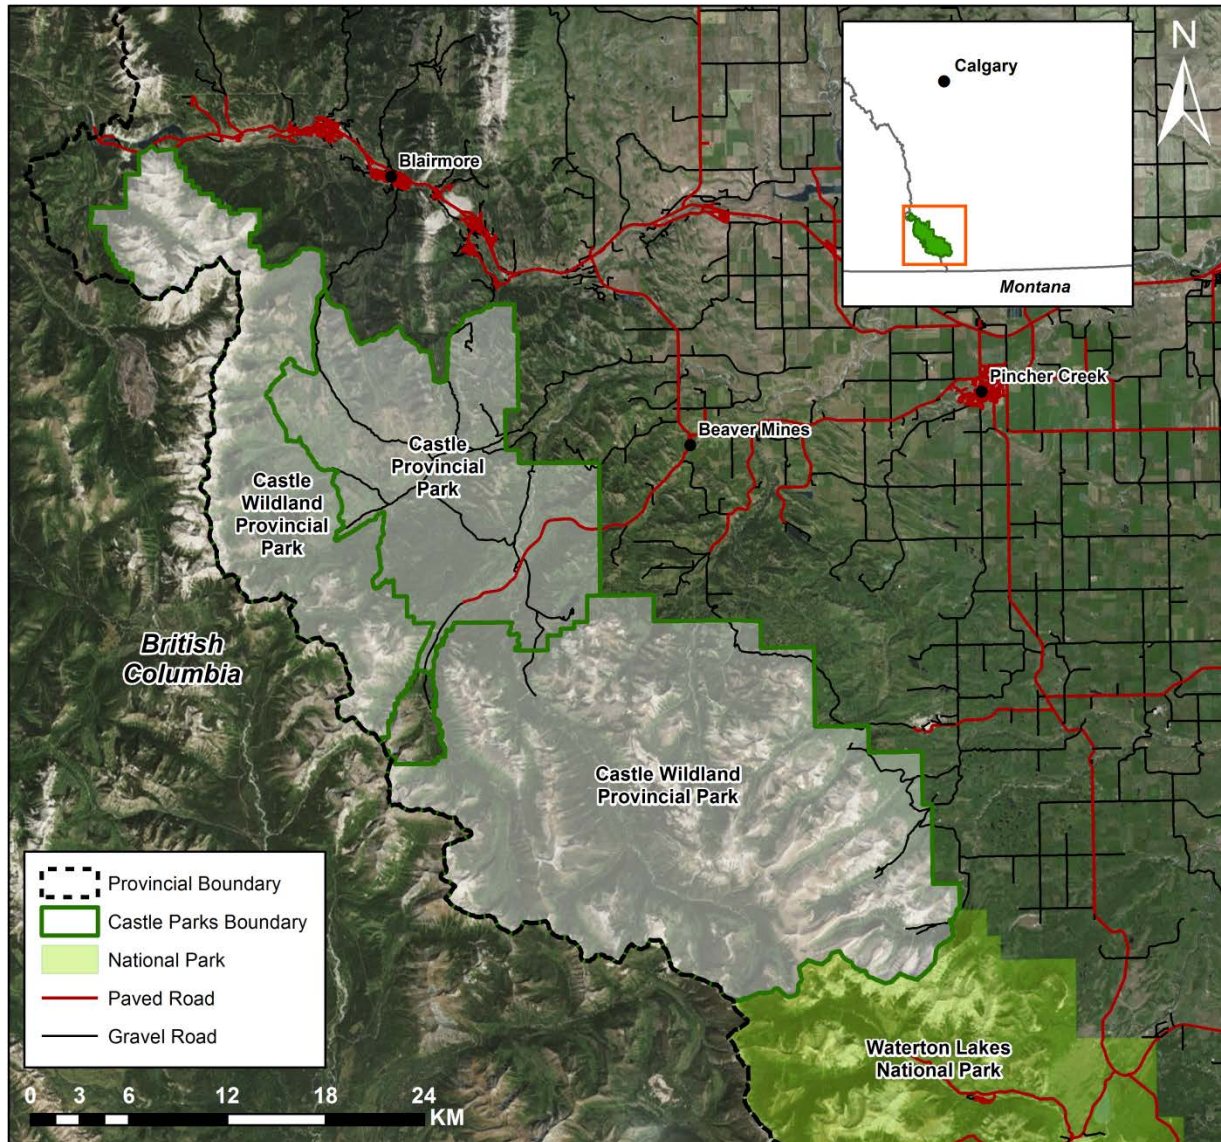 N
Calgary
Montana
Blairmore
Pincher Creek
Beaver Mines
Castle
Provincial
Park
Castle
Wildland
Provincial
Park
British
Columbia
Castle Wildland
Provincial Park
Waterton Lakes
National Park
Provincial Boundary
Castle Parks Boundary
National Park
Paved Road
Gravel Road
0 3 6 12 18 24
KM